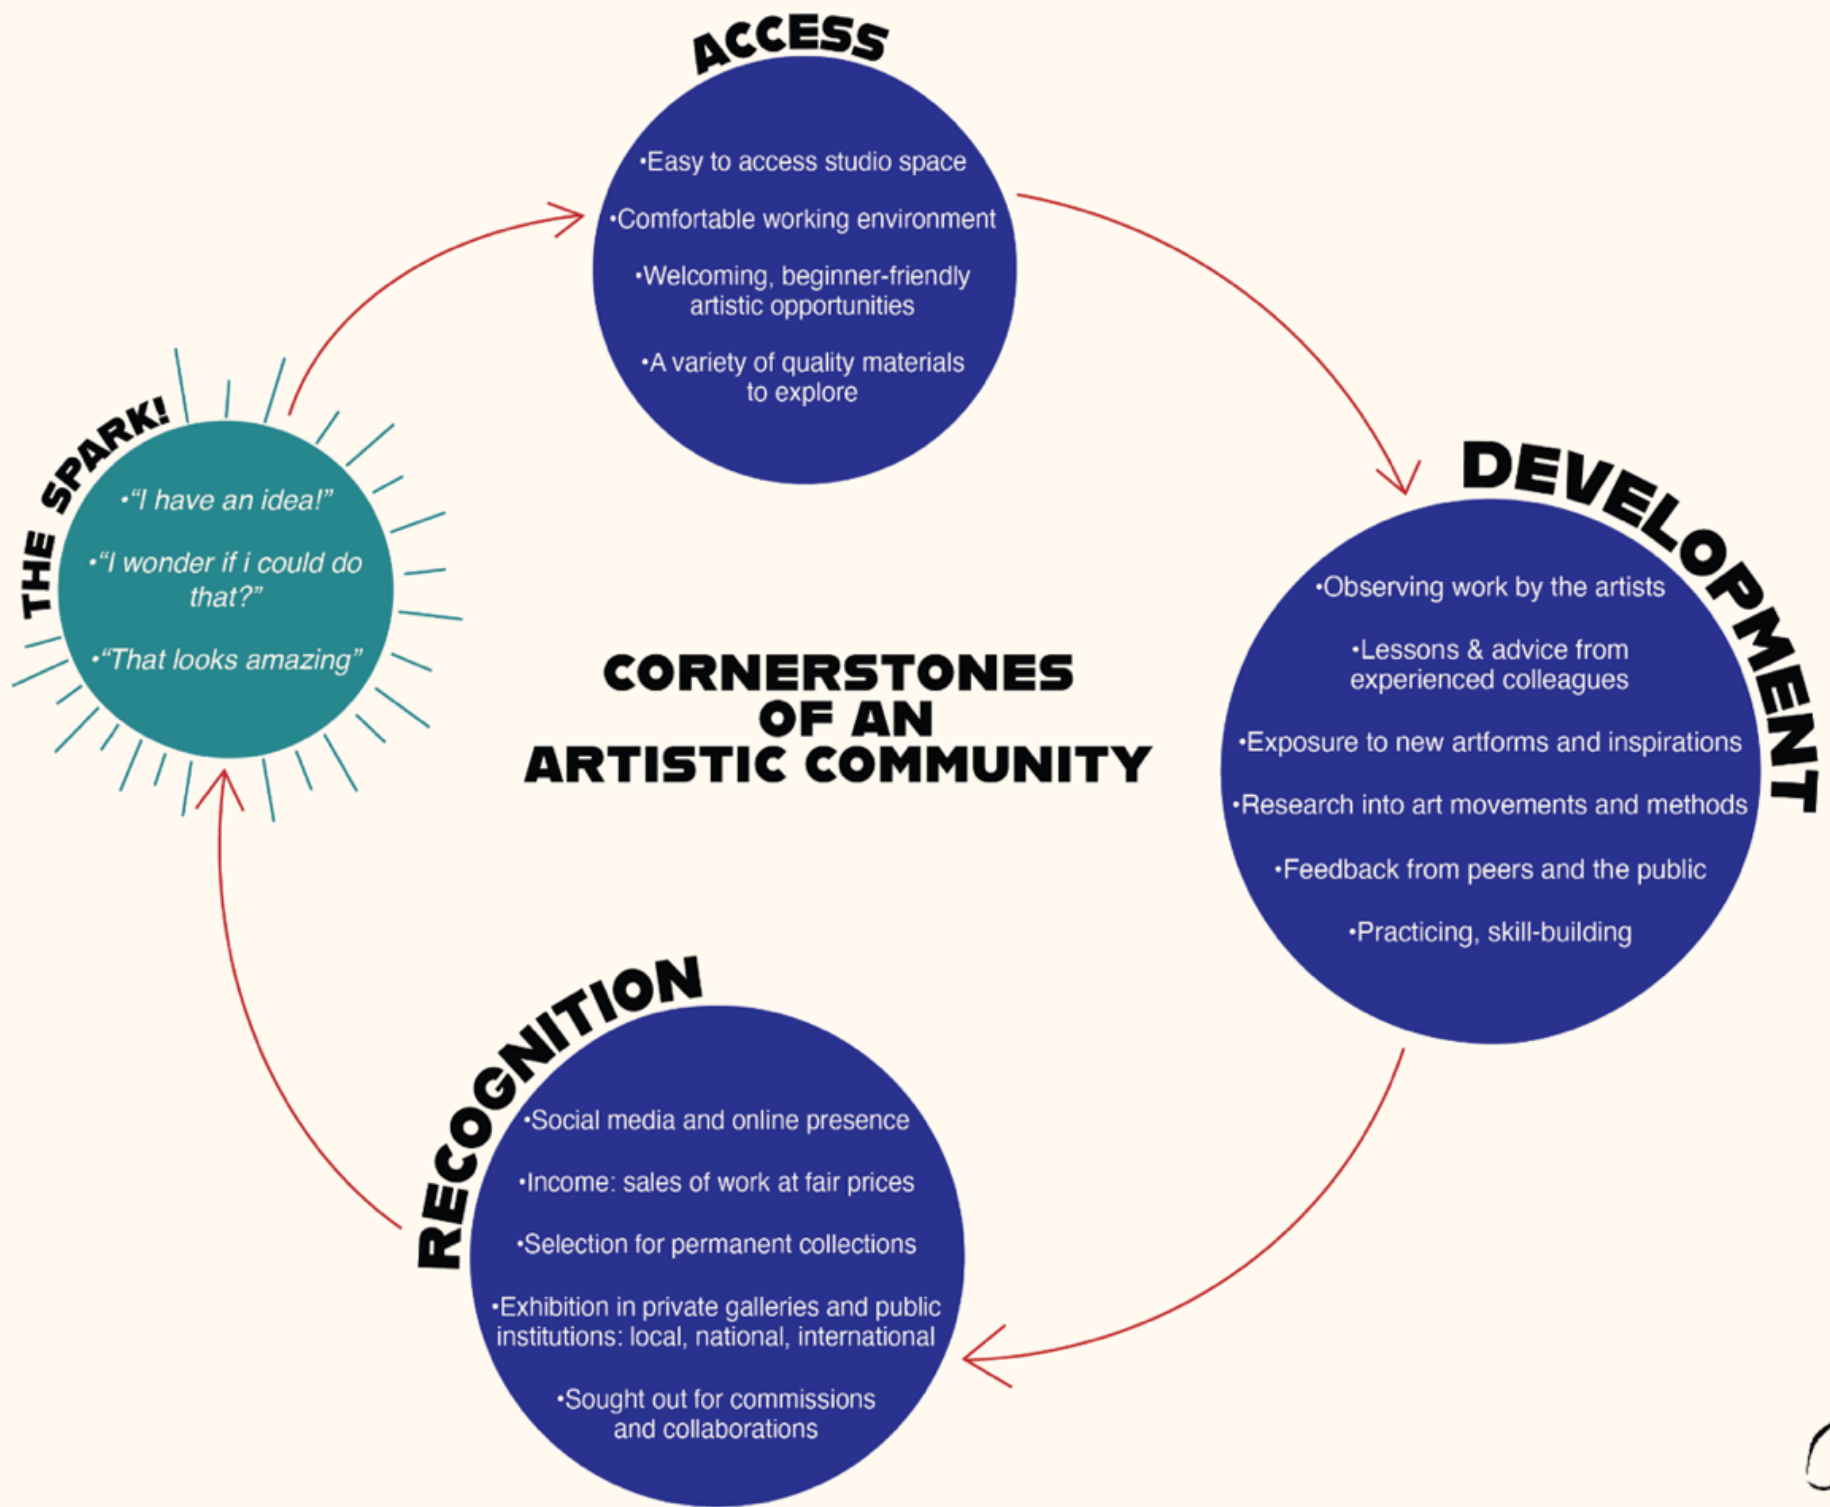 ACCESS
•Easy to access studio space
•Comfortable working environment
•Welcoming, beginner-friendly
artistic opportunities
•A variety of quality materials
to explore
THE SPARK!
•“I have an idea!”
•“I wonder if i could do
that?”
•“That looks amazing”
CORNERSTONES
OF AN
ARTISTIC COMMUNITY
DEVELOPMENT
•Observing work by the artists
•Lessons & advice from
experienced colleagues
•Exposure to new artforms and inspirations
•Research into art movements and methods
•Feedback from peers and the public
•Practicing, skill-building
RECOGNITION
•Social media and online presence
•Income: sales of work at fair prices
•Selection for permanent collections
•Exhibition in private galleries and public
institutions: local, national, international
•Sought out for commissions
and collaborations